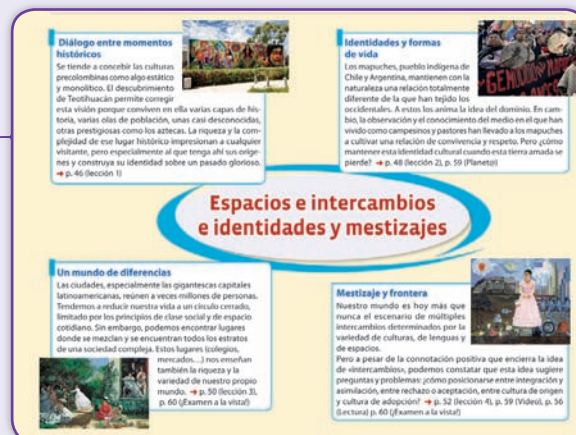 Diálogo entre momentos
históricos
Se tiende a concebir las culturas
precolombinas como algo estático
y monolítico. El descubrimiento
de Teotihuacán permite corregir
esta visión porque conviven en ella varias capas de his-
toria, varias olas de población, unas casi desconocidas,
otras prestigiosas como los aztecas. La riqueza y la com-
plejidad de ese lugar histórico impresionan a cualquier
visitante, pero especialmente al que tenga ahí sus oríge-
nes y construya su identidad sobre un pasado glorioso.
➜ p. 46 (lección 1)
Identidades y formas
de vida
Los mapuches, pueblo indígena de
Chile y Argentina, mantienen con la
naturaleza una relación totalmente
diferente de la que han tejido los
occidentales. A estos los anima la idea del dominio. En cam-
bio, la observación y el conocimiento del medio en el que han
vivido como campesinos y pastores han llevado a los mapuches
a cultivar una relación de convivencia y respeto. Pero ¿cómo
mantener esta identidad cultural cuando esta tierra amada se
pierde? ➜ p. 48 (lección 2), p. 59 (Planet@)
Espacios e intercambios
e identidades y mestizajes
Un mundo de diferencias
Las ciudades, especialmente las gigantescas capitales
latinoamericanas, reúnen a veces millones de personas.
Tendemos a reducir nuestra vida a un círculo cerrado,
limitado por los principios de clase social y de espacio
cotidiano. Sin embargo, podemos encontrar lugares
donde se mezclan y se encuentran todos los estratos
de una sociedad compleja. Estos lugares (colegios,
mercados...) nos enseñan
también la riqueza y la
variedad de nuestro propio
mundo. ➜ p. 50 (lección 3),
p. 60 (¡Examen a la vista!)
Mestizaje y frontera
Nuestro mundo es hoy más que
nunca el escenario de múltiples
intercambios determinados por la
variedad de culturas, de lenguas y
de espacios.
Pero a pesar de la connotación positiva que encierra la idea
de «intercambios», podemos constatar que esta idea sugiere
preguntas y problemas: ¿cómo posicionarse entre integración y
asimilación, entre rechazo o aceptación, entre cultura de origen
y cultura de adopción? ➜ p. 52 (lección 4), p. 59 (Video), p. 56
(Lectura) p. 60 (¡Examen a la vista!)